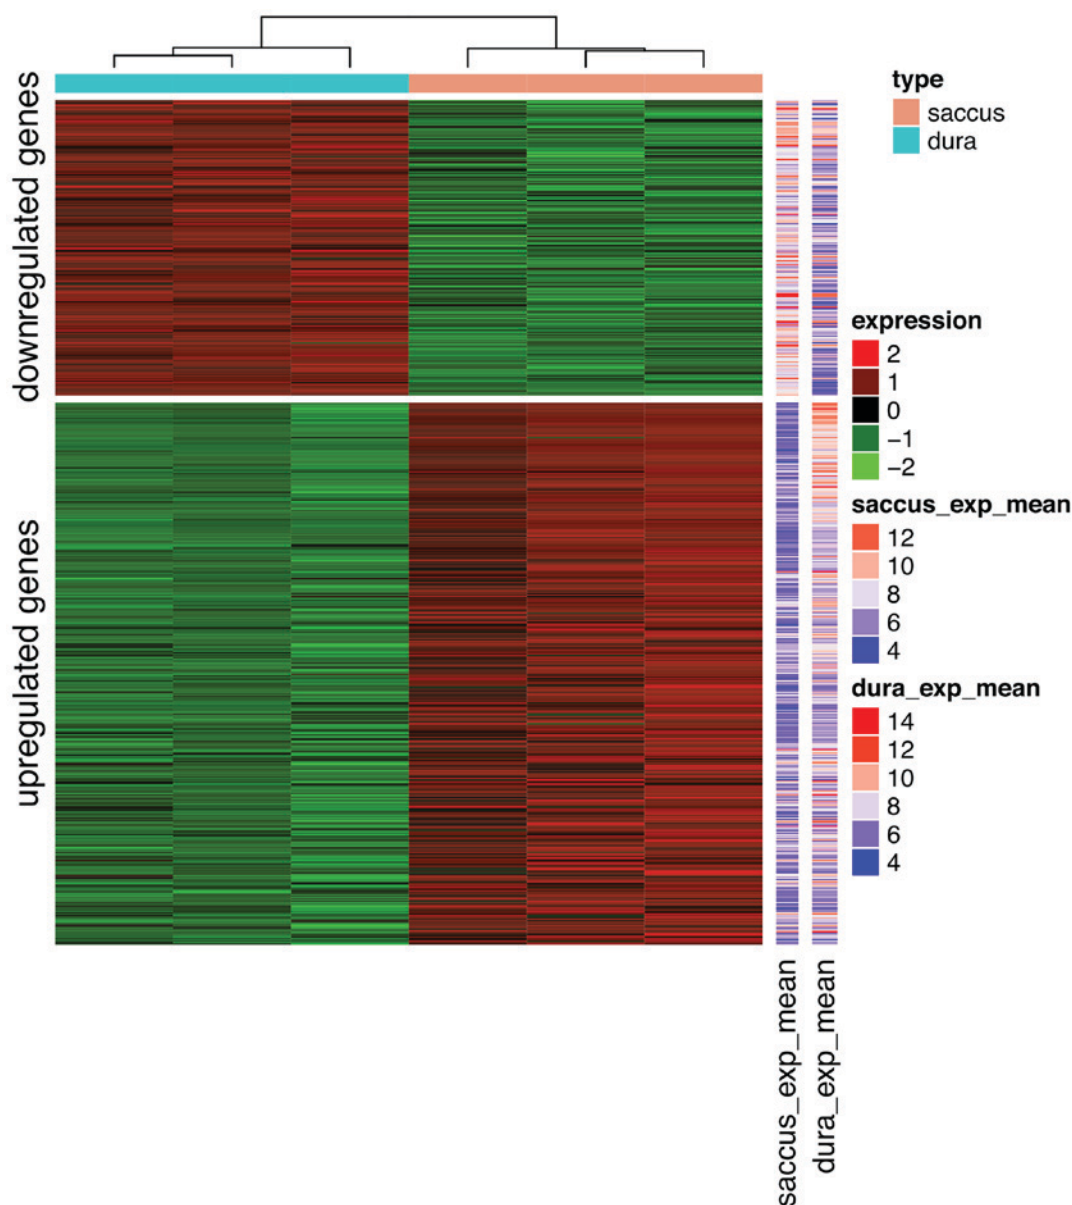 downregulated genes
upregulated genes
type
saccus
dura
expression
2
1
0
−1
−2
saccus_exp_mean
12
10
8
6
4
dura_exp_mean
14
12
10
8
6
4
saccus_exp_mean
dura_exp_mean